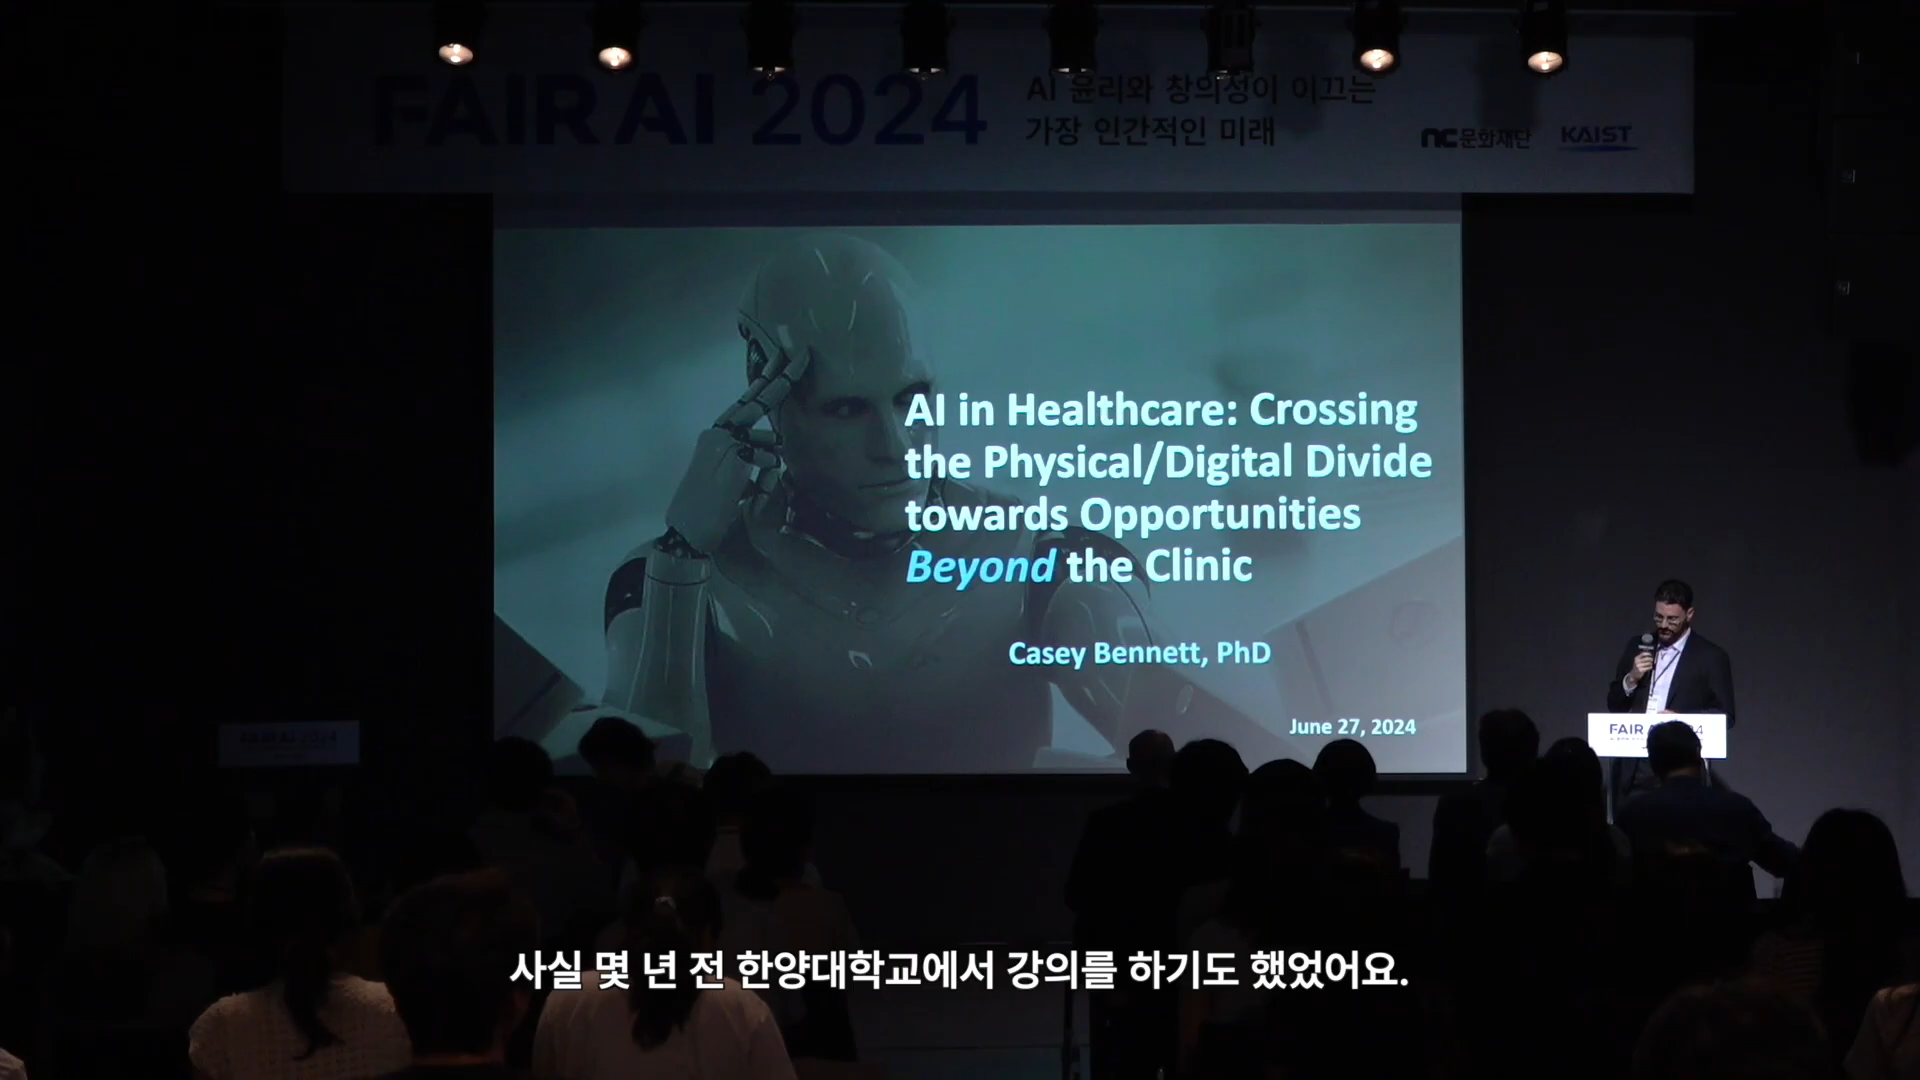 FAIR AI 2024
AI 윤리와 창의성이 이끄는
가장 인간적인 미래
nc문화재단
KAIST
AI in Healthcare: Crossing
the Physical/Digital Divide
towards Opportunities
Beyond the Clinic
Casey Bennett, PhD
June 27, 2024
FAIR AI 2024
사실 몇 년 전 한양대학교에서 강의를 하기도 했었어요.